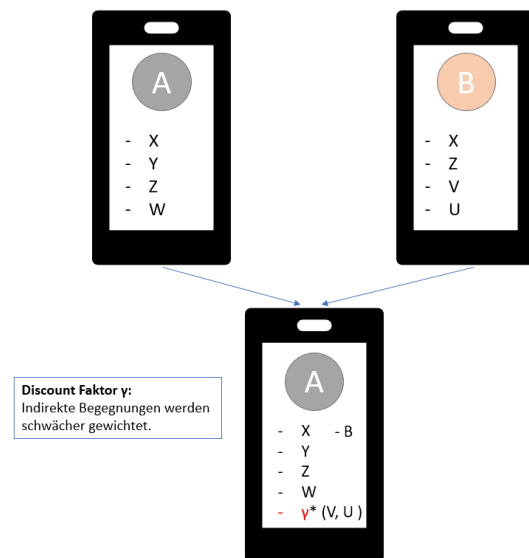 A
- X
- Y
- Z
- W
B
- X
- Z
- V
- U
Discount Faktor γ:
Indirekte Begegnungen werden
schwächer gewichtet.
A
- X - B
- Y
- Z
- W
- γ* (V, U )